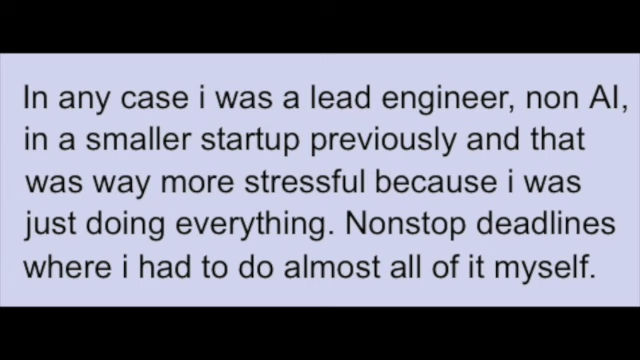 In any case i was a lead engineer, non AI,
in a smaller startup previously and that
was way more stressful because i was
just doing everything. Nonstop deadlines
where i had to do almost all of it myself.